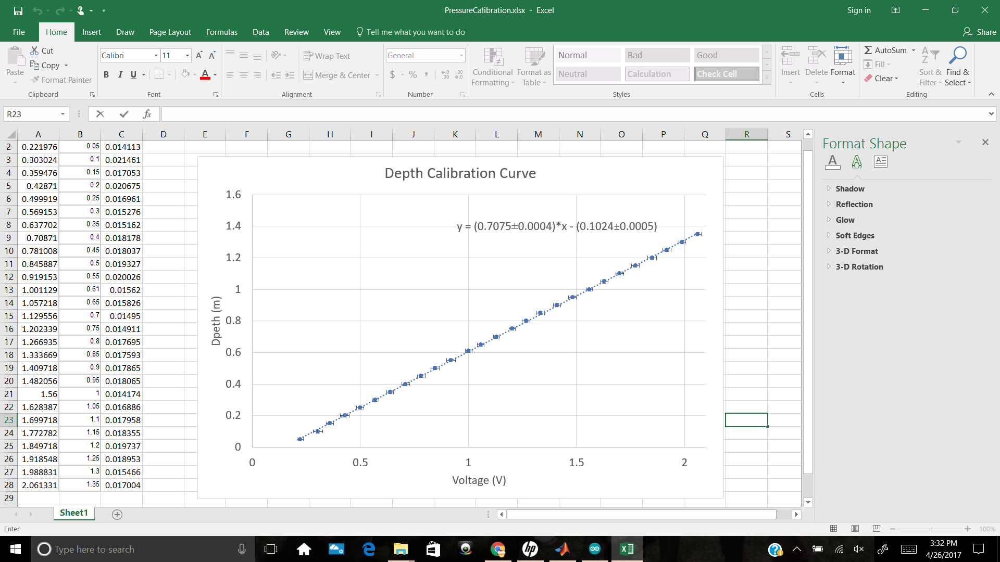 PressureCalibration.xlsx - Excel
Sign in
File Home Insert Draw Page Layout Formulas Data Review View Tell me what you want to do
Share
Paste
Cut
Copy
Format Painter
Clipboard
Calibri 11
B I U
Font
Wrap Text
Merge & Center
Alignment
General
$ % ,
Number
Conditional Formatting
Format as Table
Normal Bad Good
Neutral Calculation Check Cell
Styles
Insert Delete Format
Cells
AutoSum
Fill
Clear
Sort & Filter
Find & Select
Editing
R23
fx
A B C D E F G H I J K L M N O P Q R S
2 0.221976 0.05 0.014113
3 0.303024 0.1 0.021461
4 0.359476 0.15 0.017053
5 0.42871 0.2 0.020675
6 0.499919 0.25 0.016961
7 0.569153 0.3 0.015276
8 0.637702 0.35 0.015162
9 0.70871 0.4 0.018178
10 0.781008 0.45 0.018037
11 0.845887 0.5 0.019327
12 0.919153 0.55 0.020026
13 1.001129 0.61 0.01562
14 1.057218 0.65 0.015826
15 1.129556 0.7 0.01495
16 1.202339 0.75 0.014911
17 1.266935 0.8 0.017695
18 1.333669 0.85 0.017593
19 1.409718 0.9 0.017865
20 1.482056 0.95 0.018065
21 1.56 1 0.014174
22 1.628387 1.05 0.016886
23 1.699718 1.1 0.017958
24 1.772782 1.15 0.018355
25 1.849718 1.2 0.019737
26 1.918548 1.25 0.018953
27 1.988831 1.3 0.015466
28 2.061331 1.35 0.017004
29
Depth Calibration Curve
y = (0.7075±0.0004)*x - (0.1024±0.0005)
Dpeth (m)
1.6
1.4
1.2
1
0.8
0.6
0.4
0.2
0
0 0.5 1 1.5 2
Voltage (V)
Format Shape
Shadow
Reflection
Glow
Soft Edges
3-D Format
3-D Rotation
Sheet1
Enter
100%
Type here to search
3:32 PM
4/26/2017